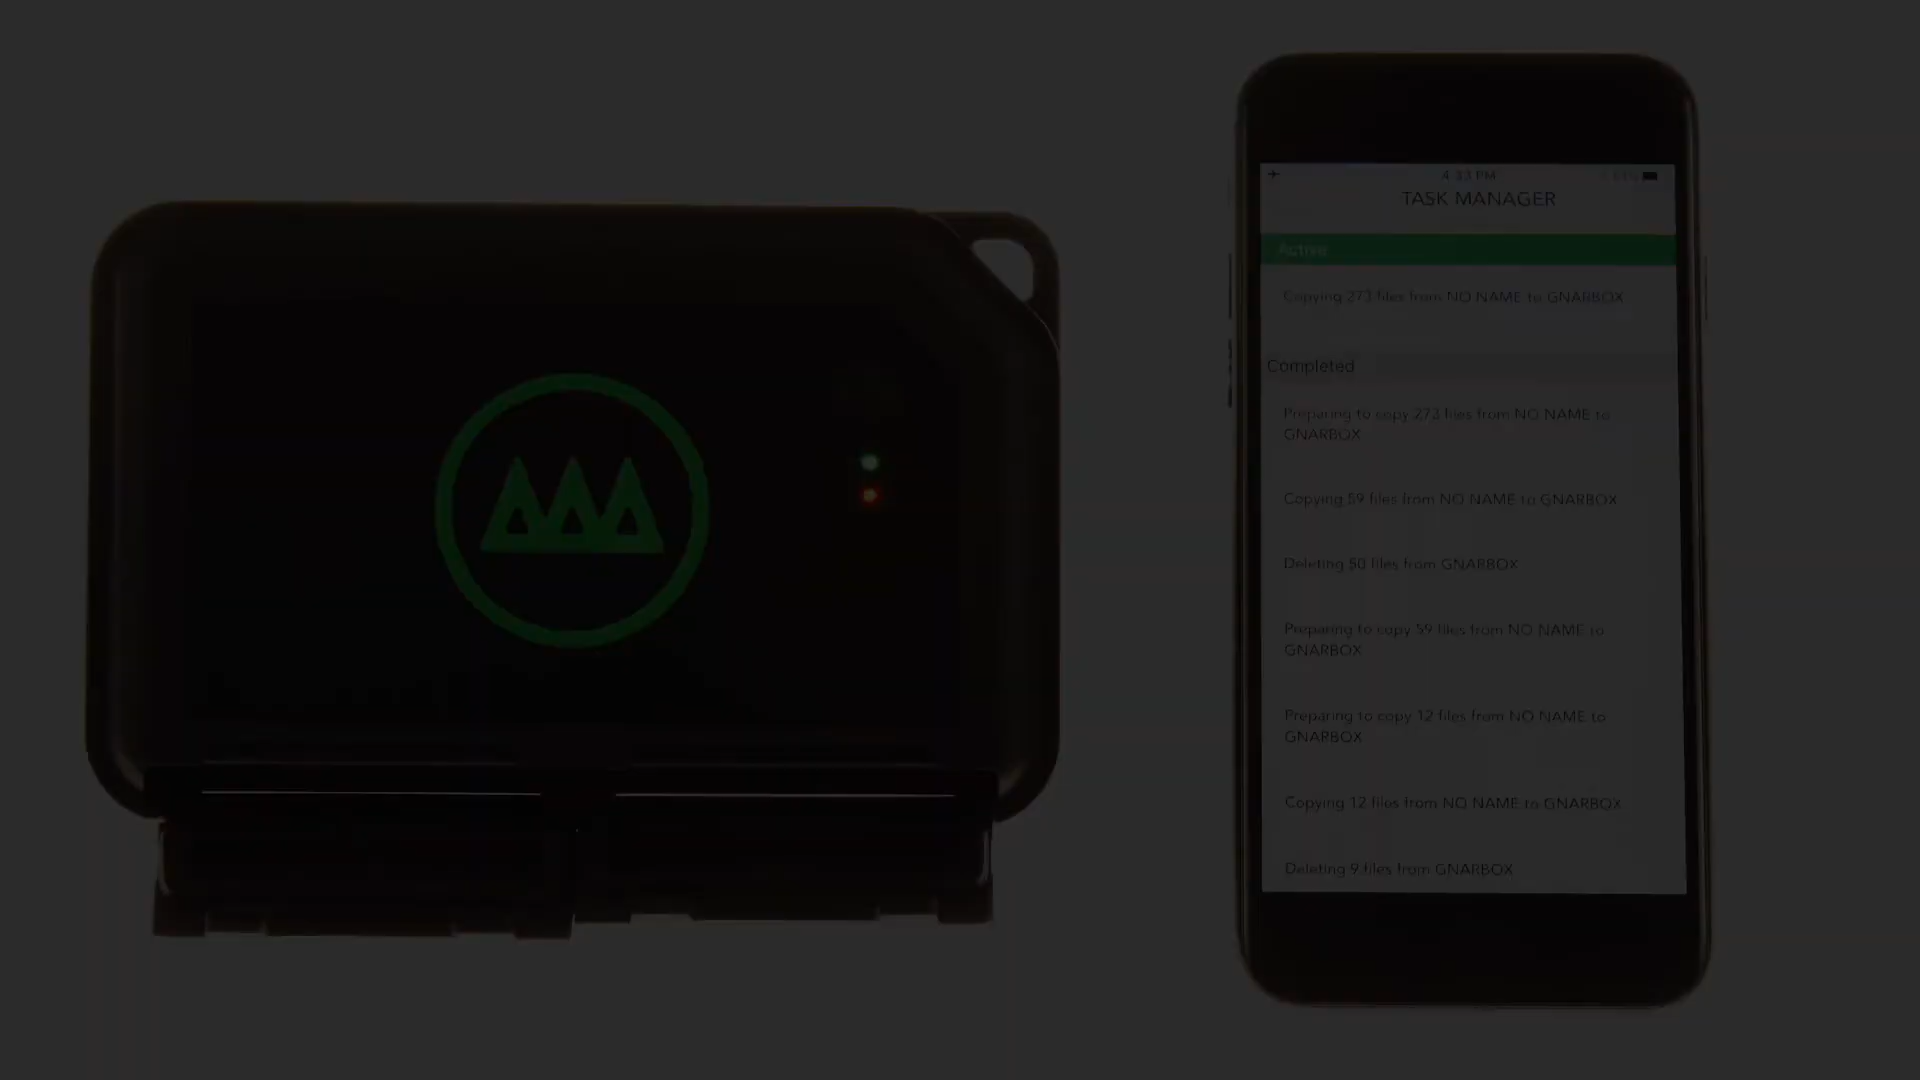 4:33 PM
TASK MANAGER
Active
Copying 273 files from NO NAME to GNARBOX
Completed
Preparing to copy 273 files from NO NAME to
GNARBOX
Copying 59 files from NO NAME to GNARBOX
Deleting 50 files from GNARBOX
Preparing to copy 59 files from NO NAME to
GNARBOX
Preparing to copy 12 files from NO NAME to
GNARBOX
Copying 12 files from NO NAME to GNARBOX
Deleting 9 files from GNARBOX